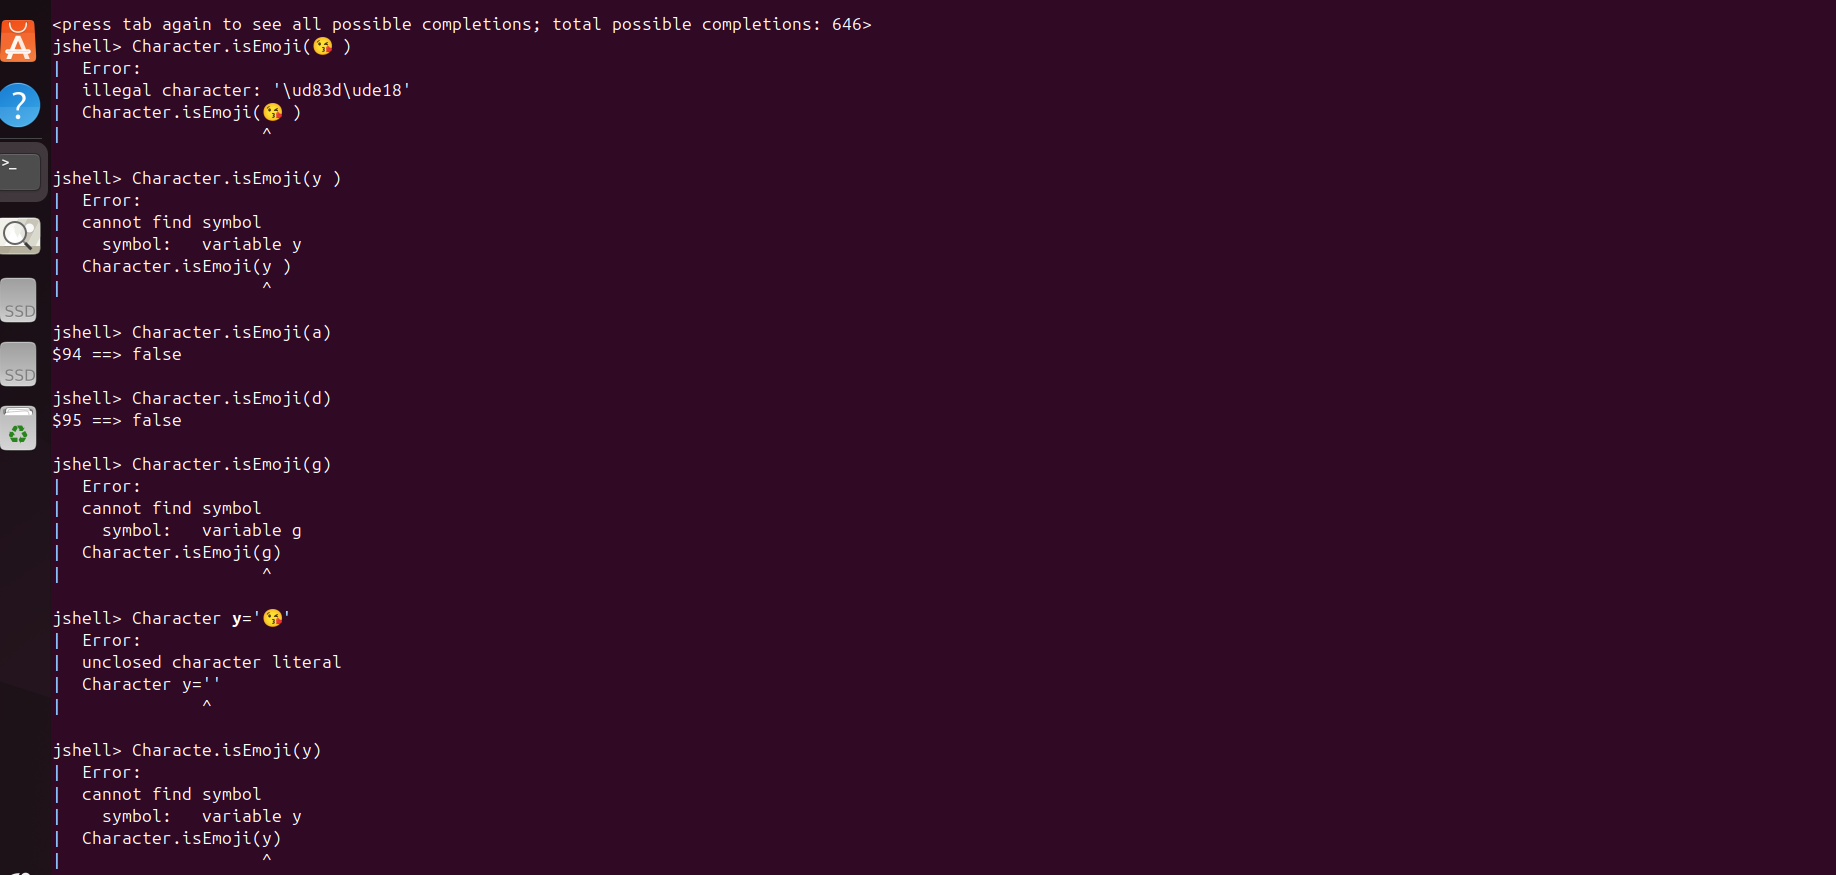 <press tab again to see all possible completions; total possible completions: 646>
jshell> Character.isEmoji(😘 )
|  Error:
|  illegal character: '\ud83d\ude18'
|  Character.isEmoji(😘 )
|                    ^
jshell> Character.isEmoji(y )
|  Error:
|  cannot find symbol
|    symbol:   variable y
|  Character.isEmoji(y )
|                    ^
jshell> Character.isEmoji(a)
$94 ==> false
jshell> Character.isEmoji(d)
$95 ==> false
jshell> Character.isEmoji(g)
|  Error:
|  cannot find symbol
|    symbol:   variable g
|  Character.isEmoji(g)
|                    ^
jshell> Character y='😘'
|  Error:
|  unclosed character literal
|  Character y=''
|              ^
jshell> Characte.isEmoji(y)
|  Error:
|  cannot find symbol
|    symbol:   variable y
|  Character.isEmoji(y)
|                    ^
?
>_
SSD
SSD